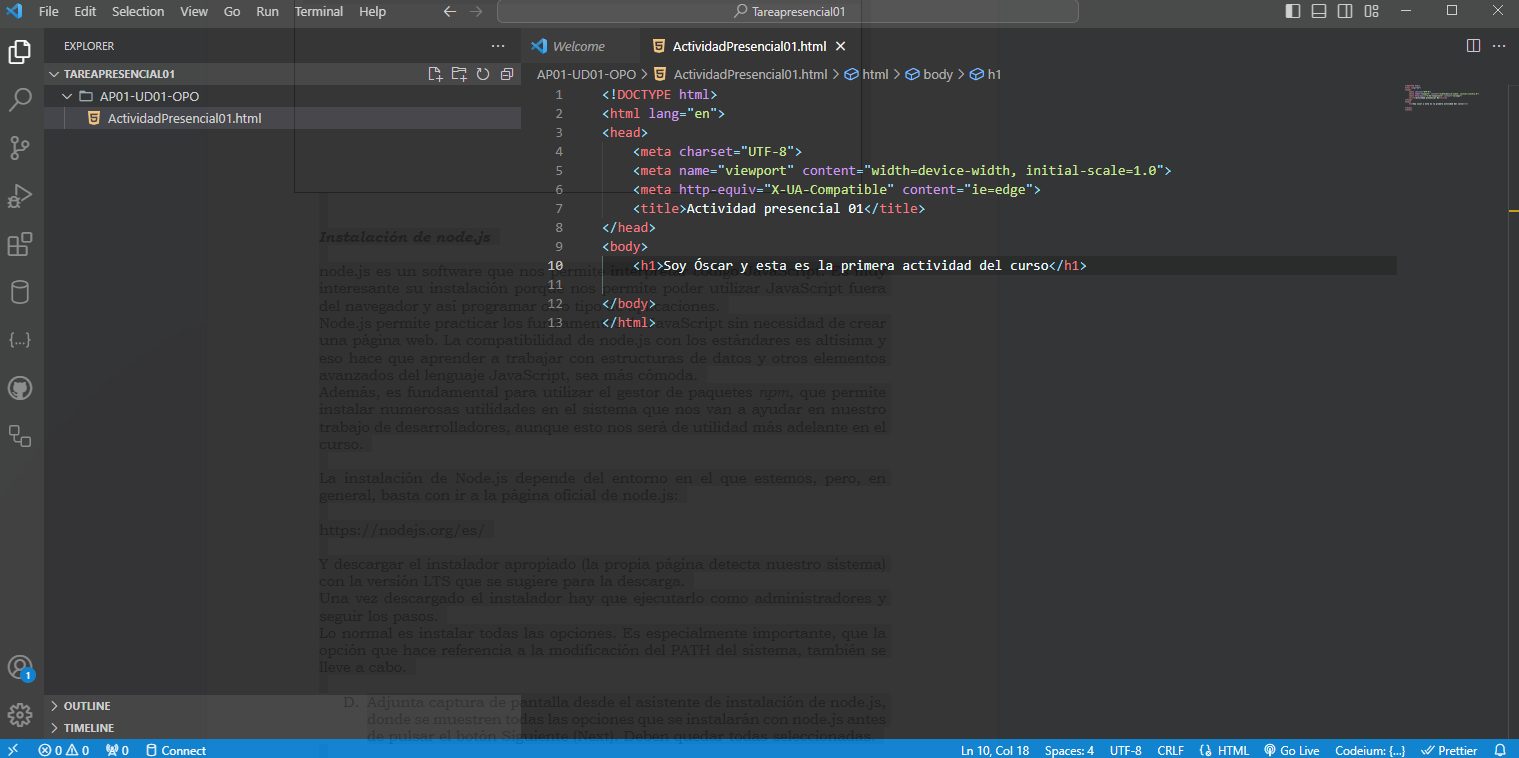 File Edit Selection View Go Run Terminal Help
Tareapresencial01
EXPLORER
TAREAPRESENCIAL01
AP01-UD01-OPO
ActividadPresencial01.html
Welcome
ActividadPresencial01.html
AP01-UD01-OPO > ActividadPresencial01.html > html > body > h1
1 <!DOCTYPE html>
2 <html lang="en">
3 <head>
4 <meta charset="UTF-8">
5 <meta name="viewport" content="width=device-width, initial-scale=1.0">
6 <meta http-equiv="X-UA-Compatible" content="ie=edge">
7 <title>Actividad presencial 01</title>
8 </head>
9 <body>
10 <h1>Soy Óscar y esta es la primera actividad del curso</h1>
11
12 </body>
13 </html>
Instalación de node.js
node.js es un software que nos permite
interesante su instalación porque nos permite poder utilizar JavaScript fuera
del navegador y así programar otro tipo
Node.js permite practicar los JavaScript sin necesidad de crear
una página web. La compatibilidad de node.js con los estándares es altísima y
eso hace que aprender a trabajar con estructuras de datos y otros elementos
avanzados del lenguaje JavaScript, sea más cómoda.
Además, es fundamental para utilizar el gestor de paquetes npm, que permite
instalar numerosas utilidades en el sistema que nos van a ayudar en nuestro
trabajo de desarrolladores, aunque esto nos será de utilidad más adelante en el
curso.
La instalación de Node.js depende del entorno en el que estemos, pero, en
general, basta con ir a la página oficial de node.js:
https://nodejs.org/es/
Y descargar el instalador apropiado (la propia página detecta nuestro sistema)
con la versión LTS que se sugiere para la descarga.
Una vez descargado el instalador hay que ejecutarlo como administradores y
seguir los pasos.
Lo normal es instalar todas las opciones. Es especialmente importante, que la
opción que hace referencia a la modificación del PATH del sistema, también se
lleve a cabo.
D. Adjunta captura de pantalla desde el asistente de instalación de node.js,
donde se muestren todas las opciones que se instalarán con node.js antes
de pulsar el botón Siguiente (Next). Deben quedar todas seleccionadas.
OUTLINE
TIMELINE
1
0 0 0 Connect Ln 10, Col 18 Spaces: 4 UTF-8 CRLF HTML Go Live Codeium: {...} Prettier